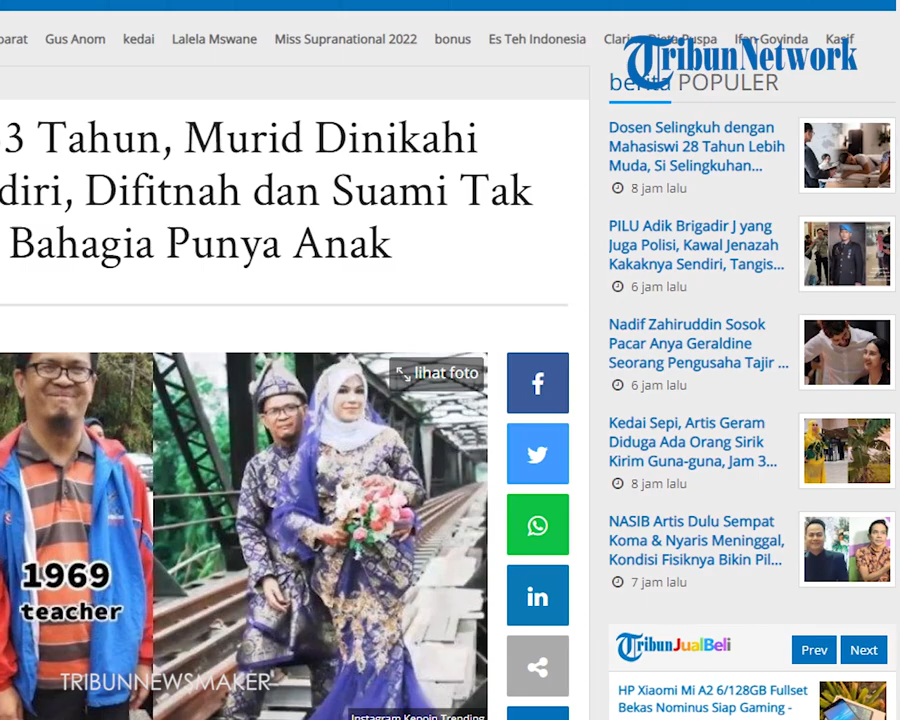 parat Gus Anom kedai Lalela Mswane Miss Supranational 2022 bonus Es Teh Indonesia Puspa Ifan Govinda Kasif
TribunNetwork
berita POPULER
3 Tahun, Murid Dinikahi
diri, Difitnah dan Suami Tak
Bahagia Punya Anak
lihat foto
1969
teacher
TRIBUNNEWSMAKER
Instagram Kepoin Trending
Dosen Selingkuh dengan
Mahasiswi 28 Tahun Lebih
Muda, Si Selingkuhan...
8 jam lalu
PILU Adik Brigadir J yang
Juga Polisi, Kawal Jenazah
Kakaknya Sendiri, Tangis...
6 jam lalu
Nadif Zahiruddin Sosok
Pacar Anya Geraldine
Seorang Pengusaha Tajir ...
6 jam lalu
Kedai Sepi, Artis Geram
Diduga Ada Orang Sirik
Kirim Guna-guna, Jam 3...
8 jam lalu
NASIB Artis Dulu Sempat
Koma & Nyaris Meninggal,
Kondisi Fisiknya Bikin Pil...
7 jam lalu
TribunJualBeli
Prev Next
HP Xiaomi Mi A2 6/128GB Fullset
Bekas Nominus Siap Gaming -